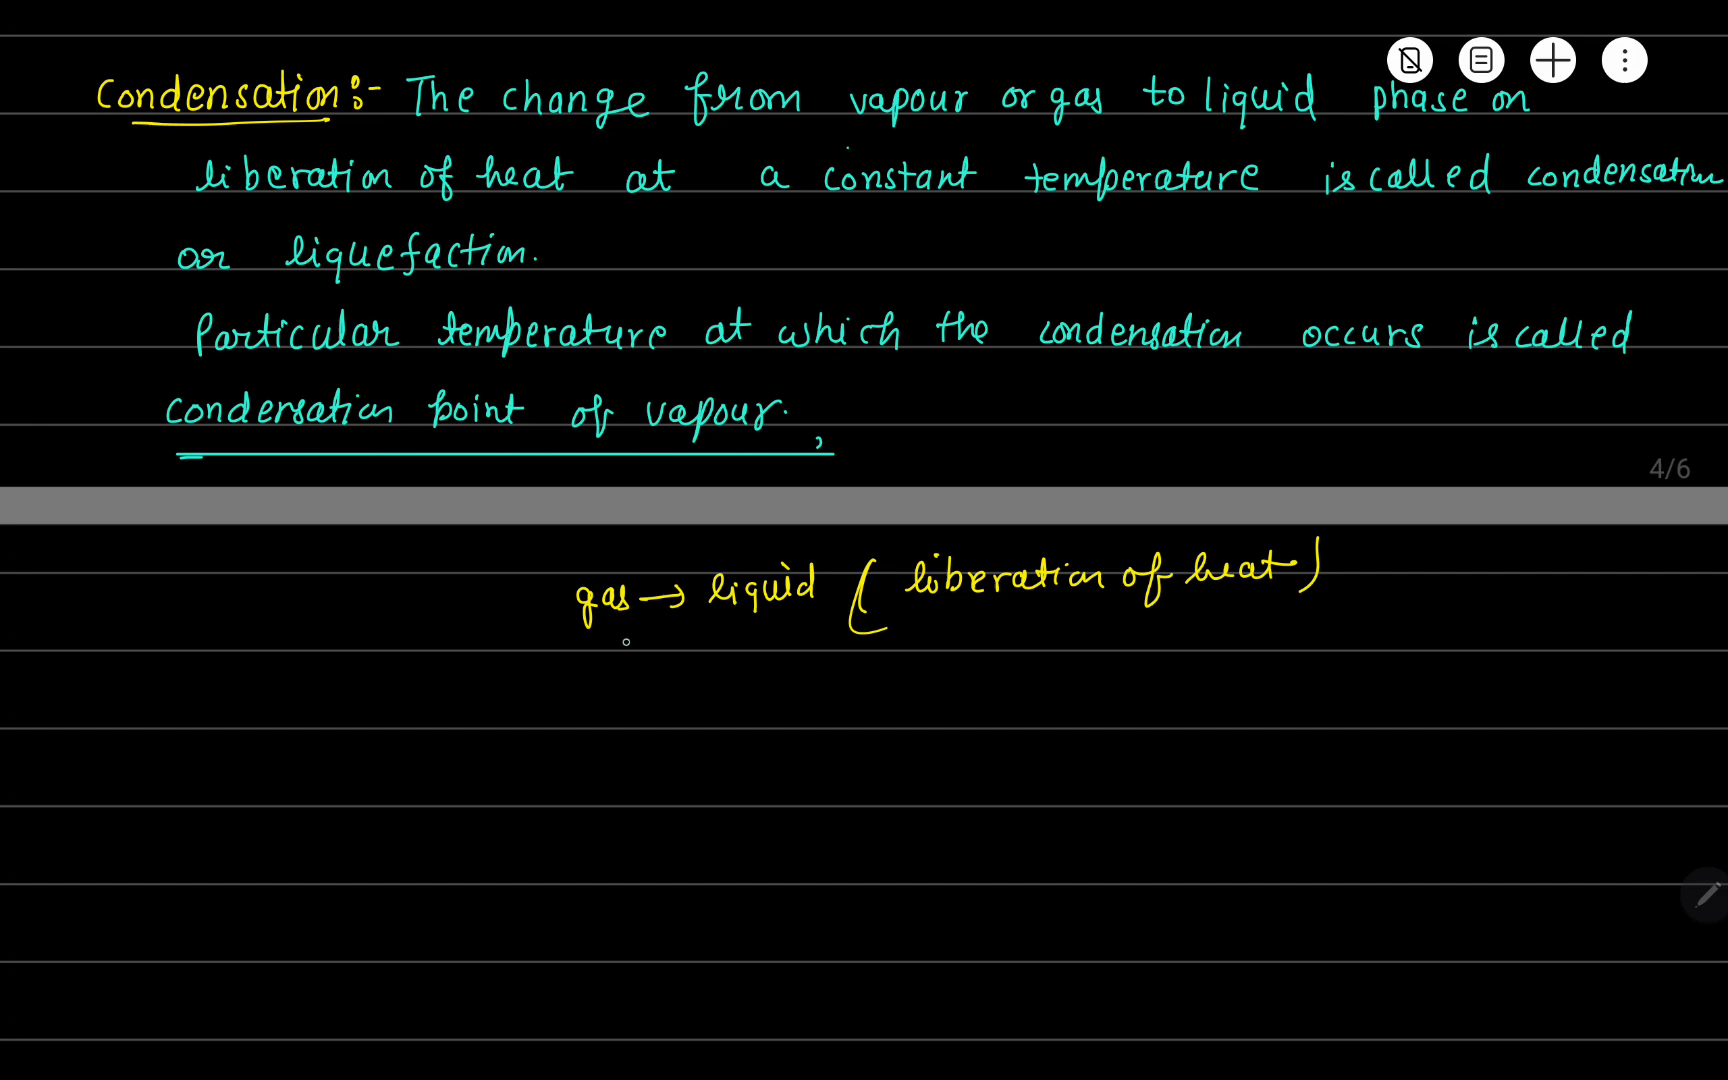 Condensation:- The change from vapour or gas to liquid phase on
liberation of heat at a constant temperature is called condensation
or liquefaction.
Particular temperature at which the condensation occurs is called
condensation point of vapour.
4/6
gas → liquid (liberation of heat)